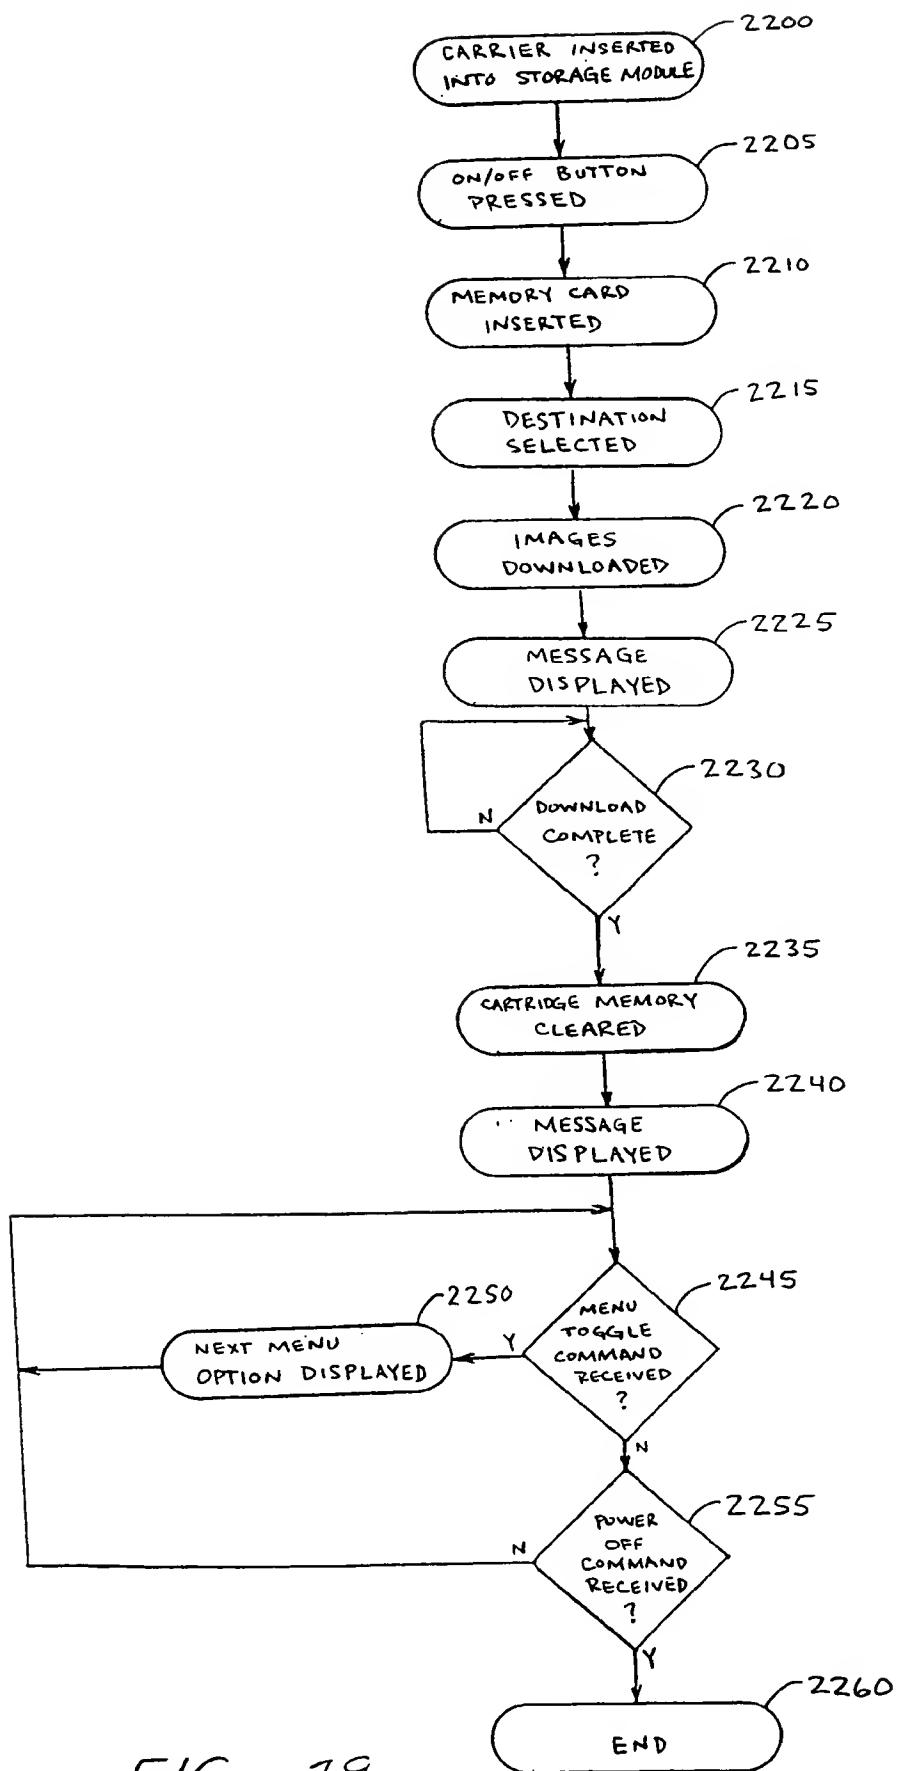 2200
CARRIER INSERTED
INTO STORAGE MODULE
2205
ON/OFF BUTTON
PRESSED
2210
MEMORY CARD
INSERTED
2215
DESTINATION
SELECTED
2220
IMAGES
DOWNLOADED
2225
MESSAGE
DISPLAYED
2230
DOWNLOAD
COMPLETE
?
N
Y
2235
CARTRIDGE MEMORY
CLEARED
2240
MESSAGE
DISPLAYED
2245
MENU
TOGGLE
COMMAND
RECEIVED
?
Y
N
2250
NEXT MENU
OPTION DISPLAYED
2255
POWER
OFF
COMMAND
RECEIVED
?
N
Y
2260
END